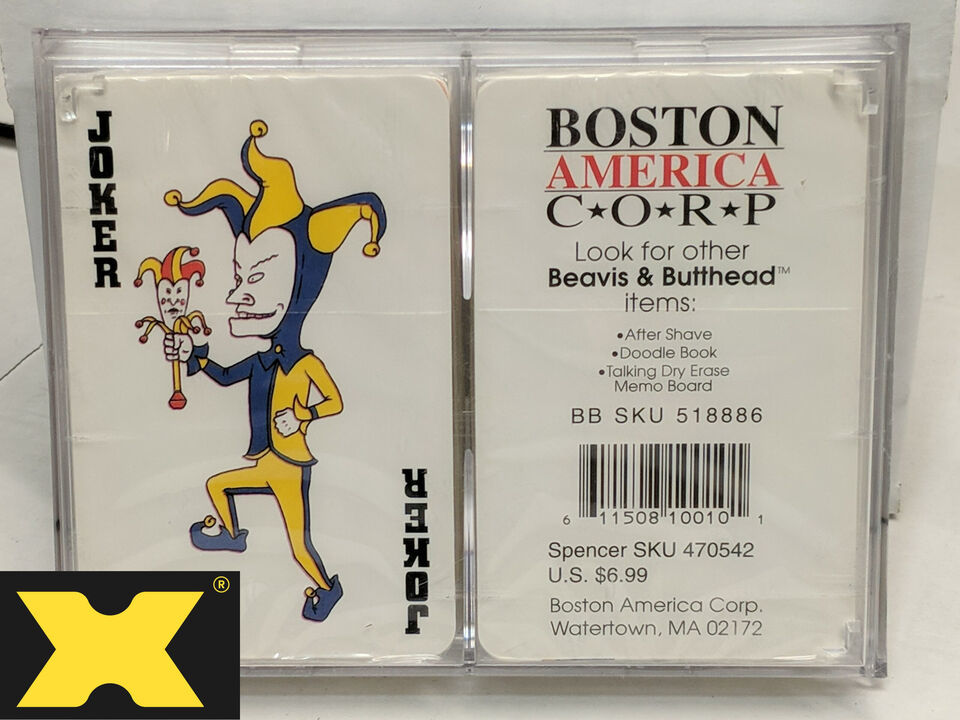 JOKER
JOKER
BOSTON
AMERICA
C★O★R★P
Look for other
Beavis & Butthead™
items:
•After Shave
•Doodle Book
•Talking Dry Erase
Memo Board
BB SKU 518886
6 11508 10010 1
Spencer SKU 470542
U.S. $6.99
Boston America Corp.
Watertown, MA 02172
X®